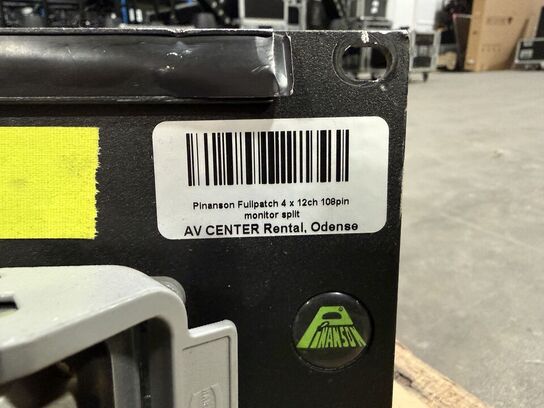 Pinanson Fullpatch 4 x 12ch 108pin
monitor split
AV CENTER Rental, Odense
PINANSON